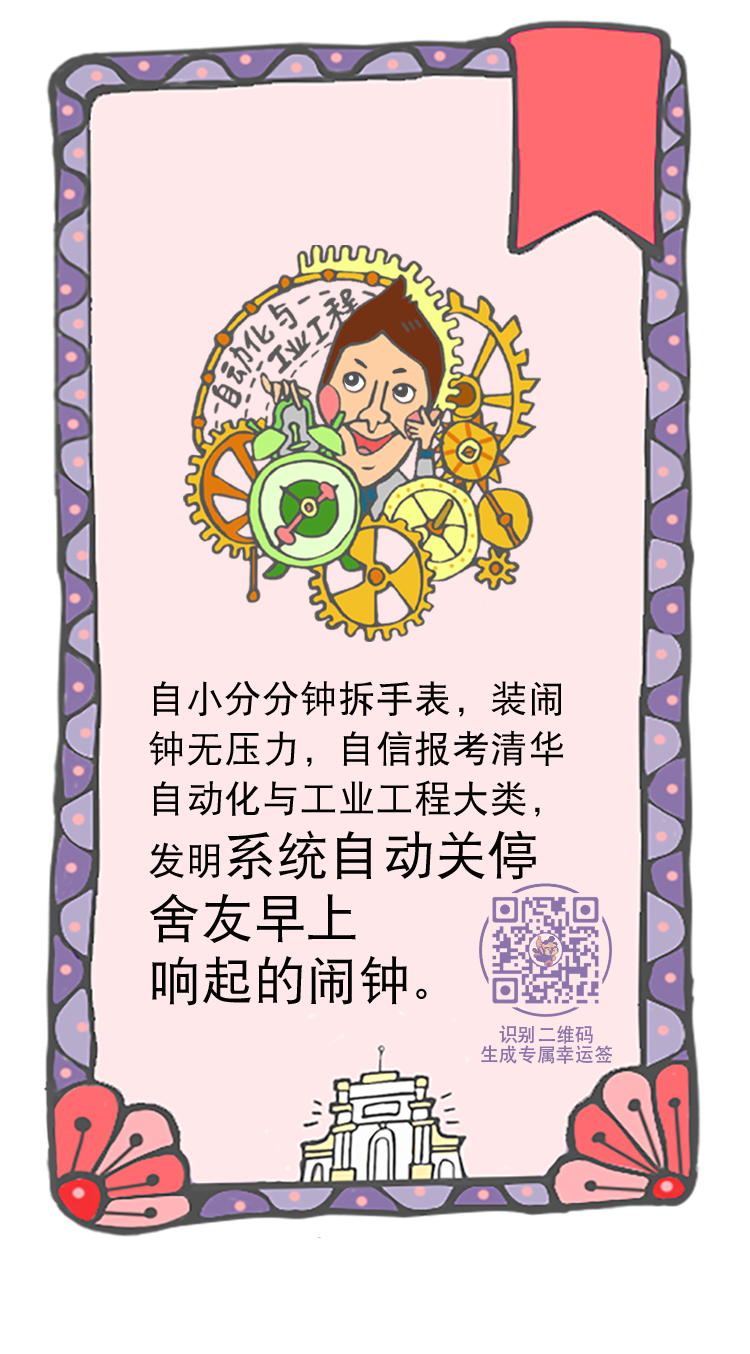 自动化与
工业工程
自小分分钟拆手表，装闹
钟无压力，自信报考清华
自动化与工业工程大类，
发明系统自动关停
舍友早上
响起的闹钟。
识别二维码
生成专属幸运签